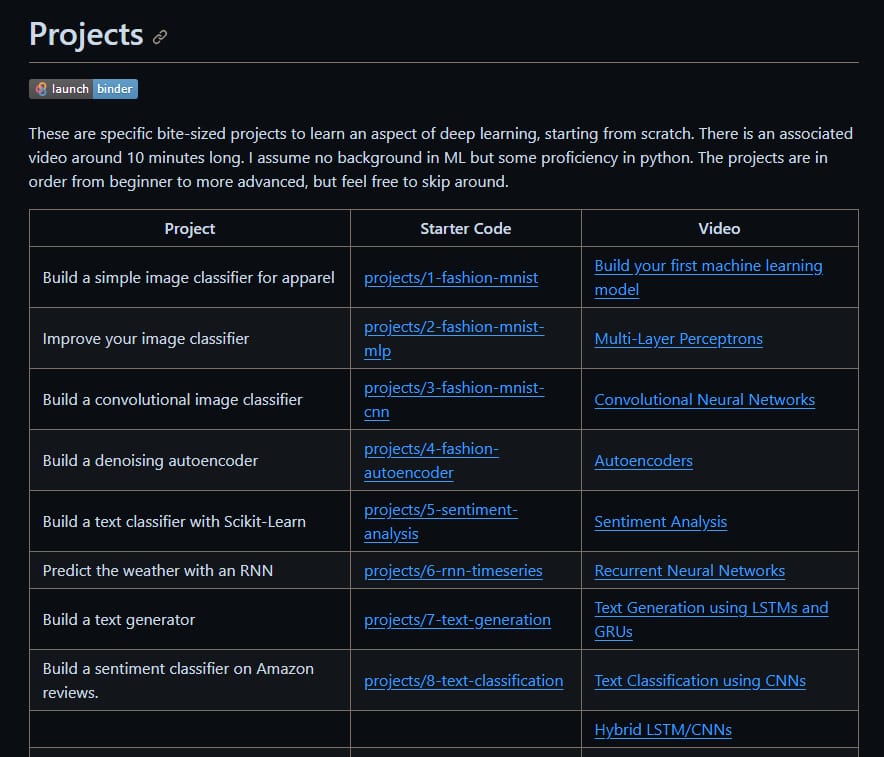 Projects
launch binder
These are specific bite-sized projects to learn an aspect of deep learning, starting from scratch. There is an associated
video around 10 minutes long. I assume no background in ML but some proficiency in python. The projects are in
order from beginner to more advanced, but feel free to skip around.
Project Starter Code Video
Build a simple image classifier for apparel projects/1-fashion-mnist Build your first machine learning
model
Improve your image classifier projects/2-fashion-mnist-
mlp Multi-Layer Perceptrons
Build a convolutional image classifier projects/3-fashion-mnist-
cnn Convolutional Neural Networks
Build a denoising autoencoder projects/4-fashion-
autoencoder Autoencoders
Build a text classifier with Scikit-Learn projects/5-sentiment-
analysis Sentiment Analysis
Predict the weather with an RNN projects/6-rnn-timeseries Recurrent Neural Networks
Build a text generator projects/7-text-generation Text Generation using LSTMs and
GRUs
Build a sentiment classifier on Amazon
reviews. projects/8-text-classification Text Classification using CNNs
Hybrid LSTM/CNNs